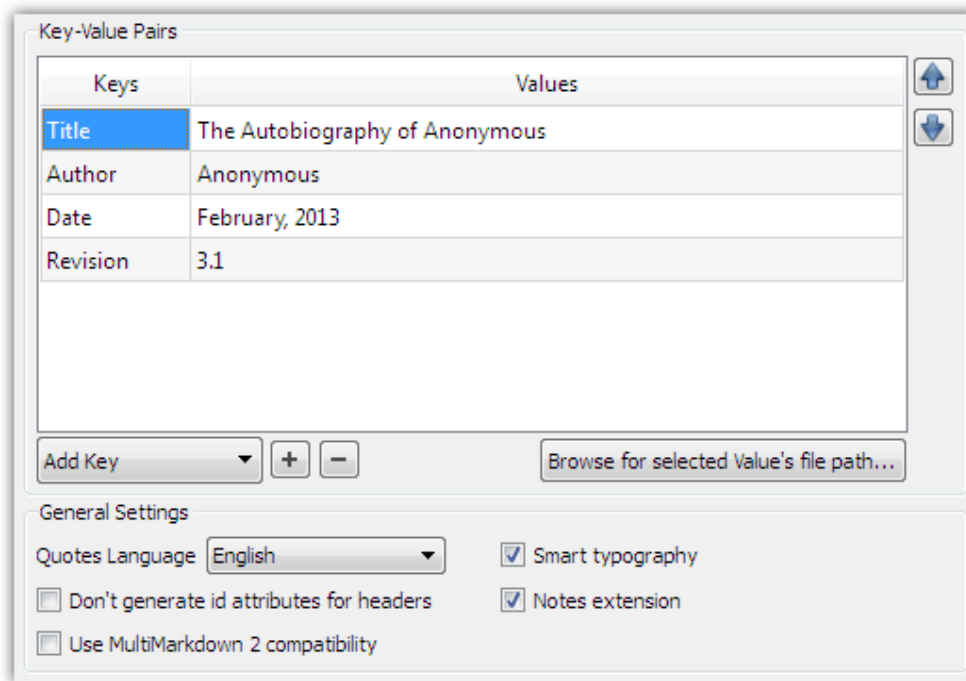 Key-Value Pairs
Keys Values
Title The Autobiography of Anonymous
Author Anonymous
Date February, 2013
Revision 3.1
Add Key + − Browse for selected Value's file path...
General Settings
Quotes Language English Smart typography
Don't generate id attributes for headers Notes extension
Use MultiMarkdown 2 compatibility